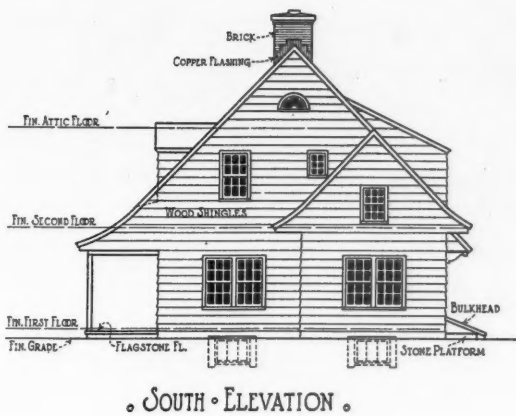 BRICK
COPPER FLASHING
FIN. ATTIC FLOOR
WOOD SHINGLES
FIN. SECOND FLOOR
BULKHEAD
FIN. FIRST FLOOR
FIN. GRADE
FLAGSTONE FL.
STONE PLATFORM
SOUTH • ELEVATION